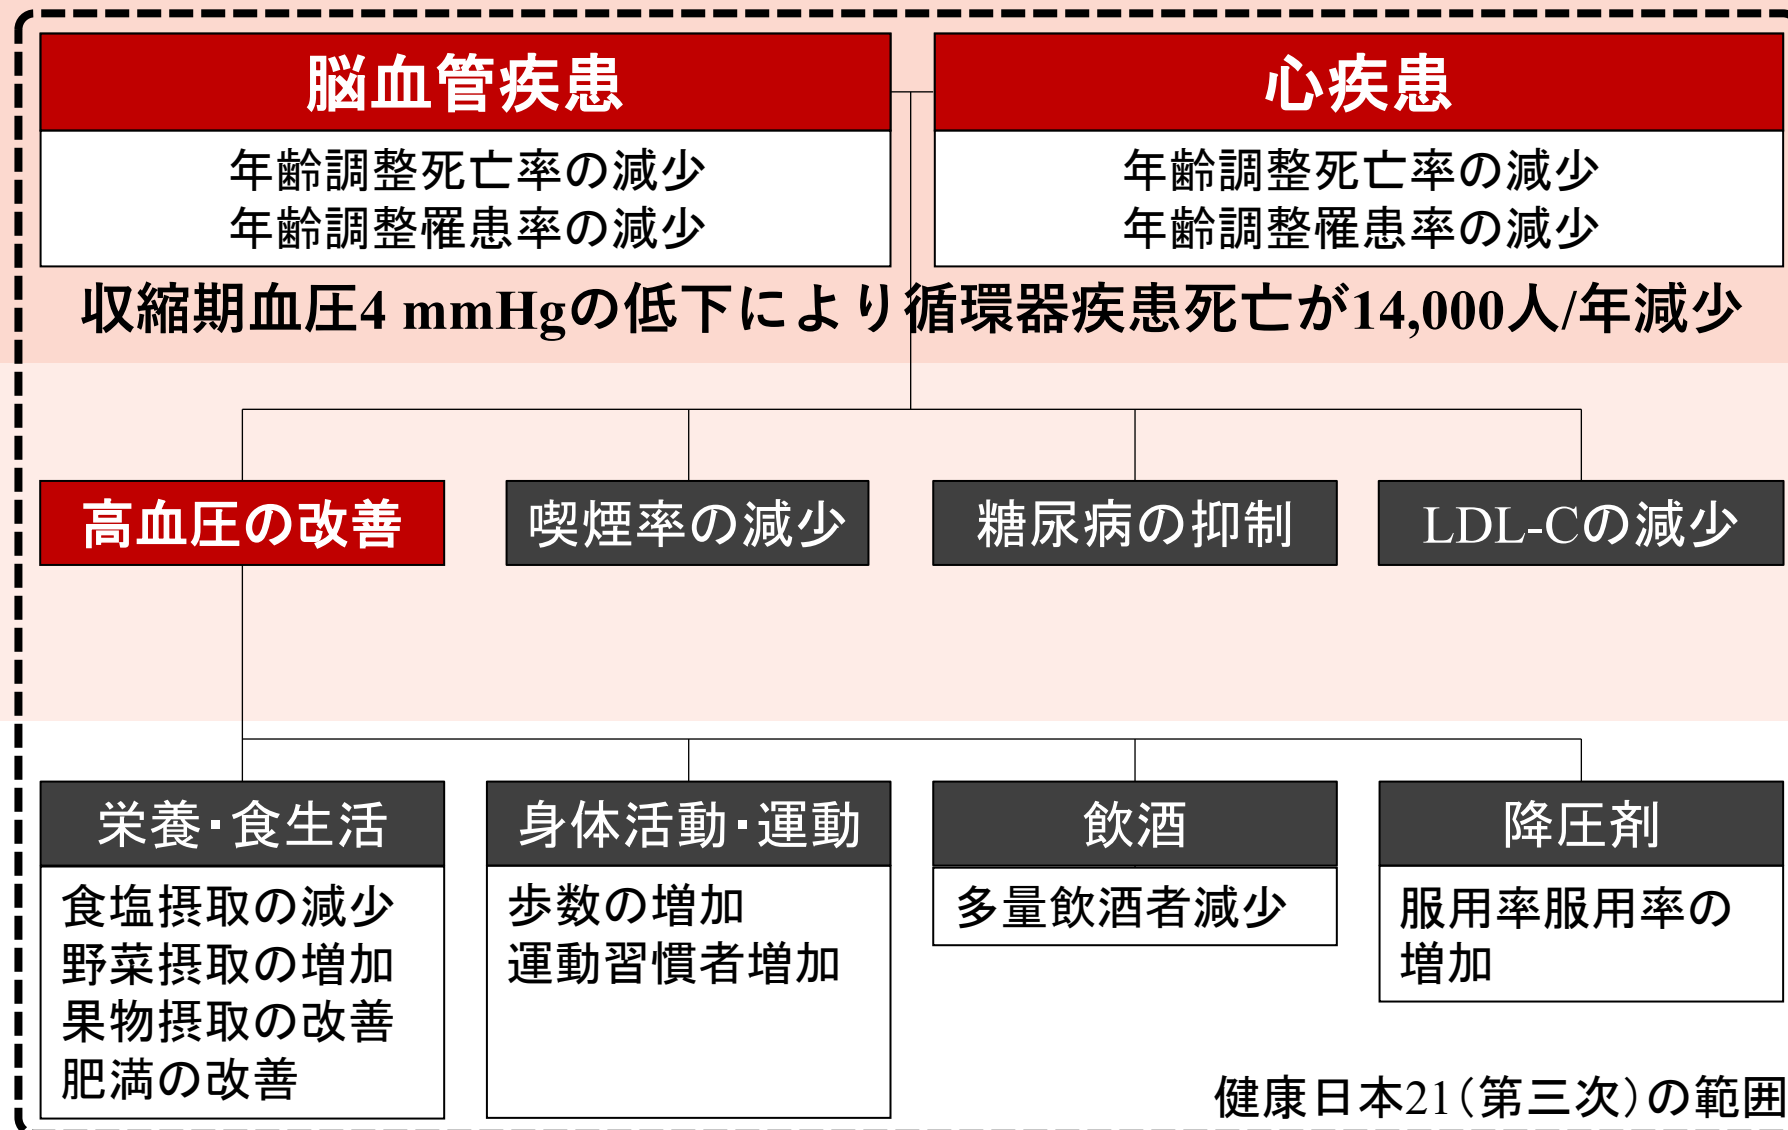 脳血管疾患
年齢調整死亡率の減少
年齢調整罹患率の減少
心疾患
年齢調整死亡率の減少
年齢調整罹患率の減少
収縮期血圧4 mmHgの低下により循環器疾患死亡が14,000人/年減少
高血圧の改善
喫煙率の減少
糖尿病の抑制
LDL-Cの減少
栄養・食生活
食塩摂取の減少
野菜摂取の増加
果物摂取の改善
肥満の改善
身体活動・運動
歩数の増加
運動習慣者増加
飲酒
多量飲酒者減少
降圧剤
服用率服用率の
増加
健康日本21（第三次）の範囲